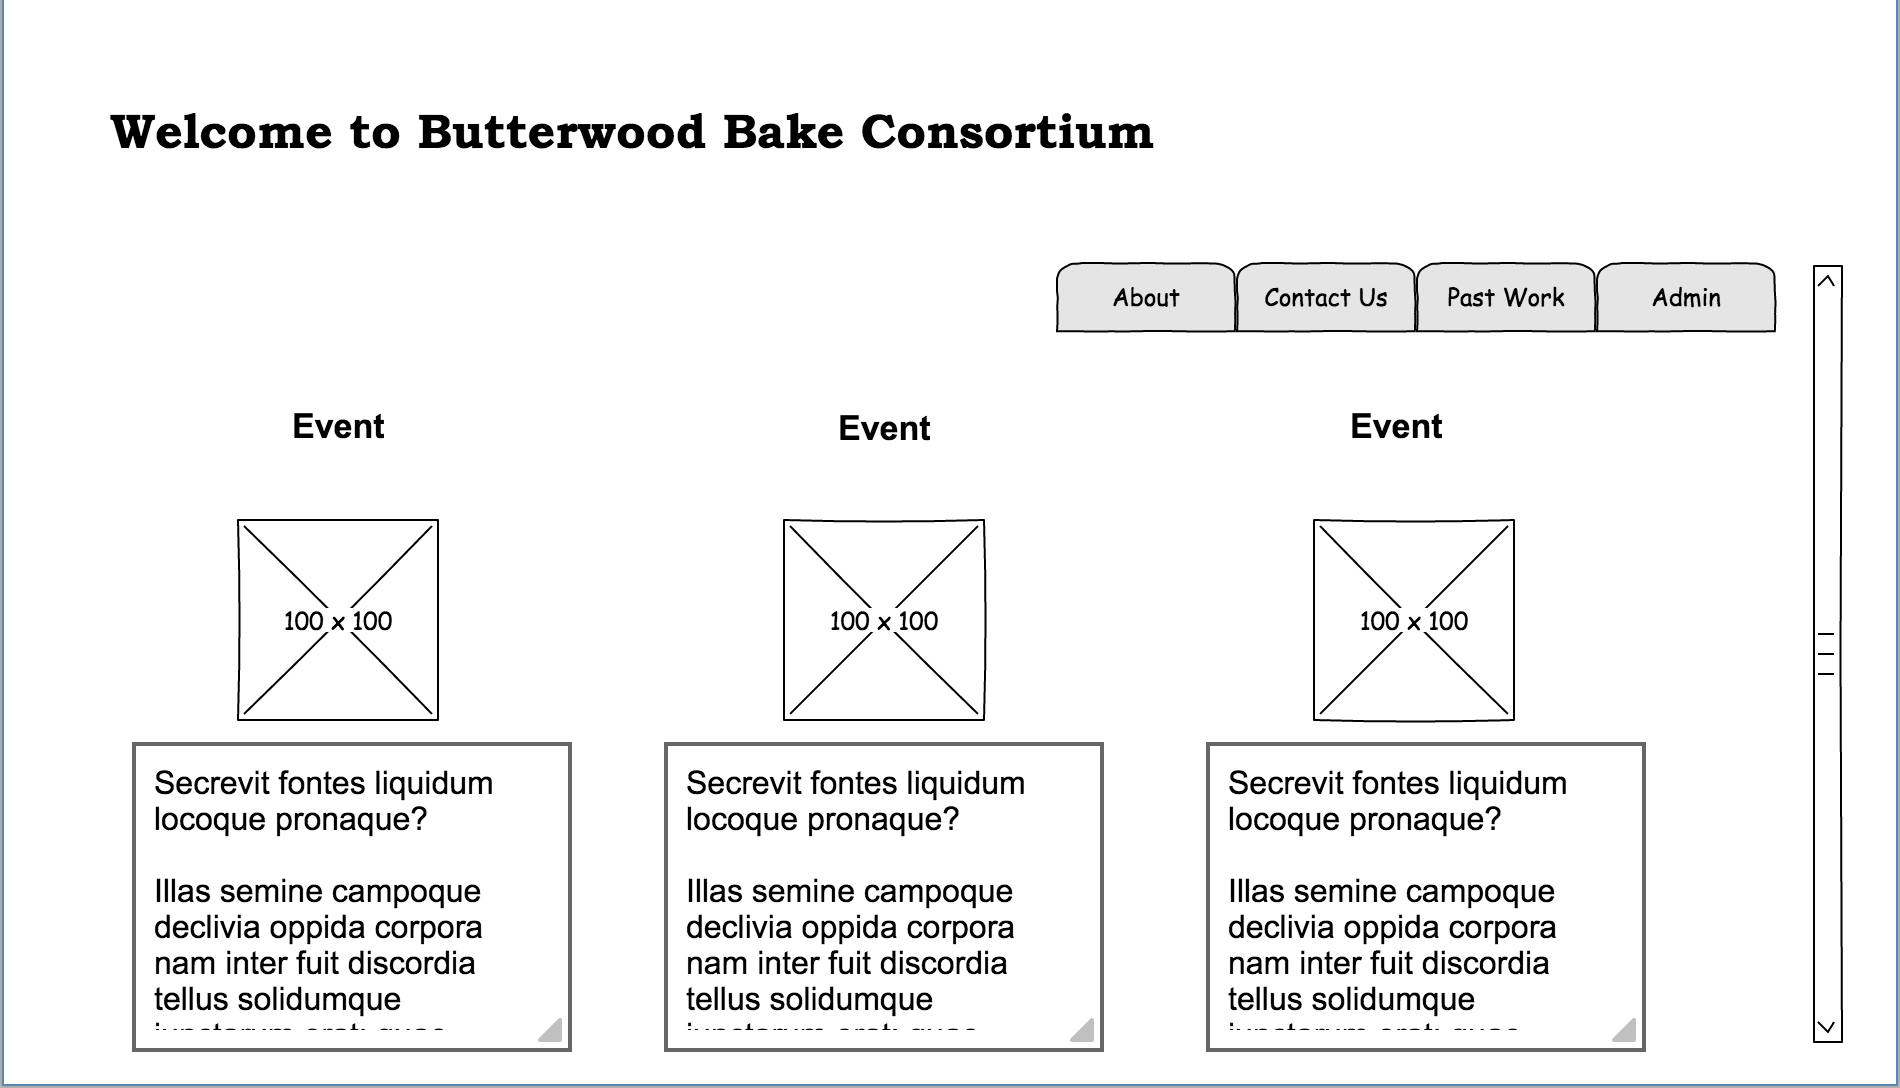 Welcome to Butterwood Bake Consortium
About
Contact Us
Past Work
Admin
Event
Event
Event
100 x 100
100 x 100
100 x 100
Secrevit fontes liquidum
locoque pronaque?
Illas semine campoque
declivia oppida corpora
nam inter fuit discordia
tellus solidumque
Secrevit fontes liquidum
locoque pronaque?
Illas semine campoque
declivia oppida corpora
nam inter fuit discordia
tellus solidumque
Secrevit fontes liquidum
locoque pronaque?
Illas semine campoque
declivia oppida corpora
nam inter fuit discordia
tellus solidumque